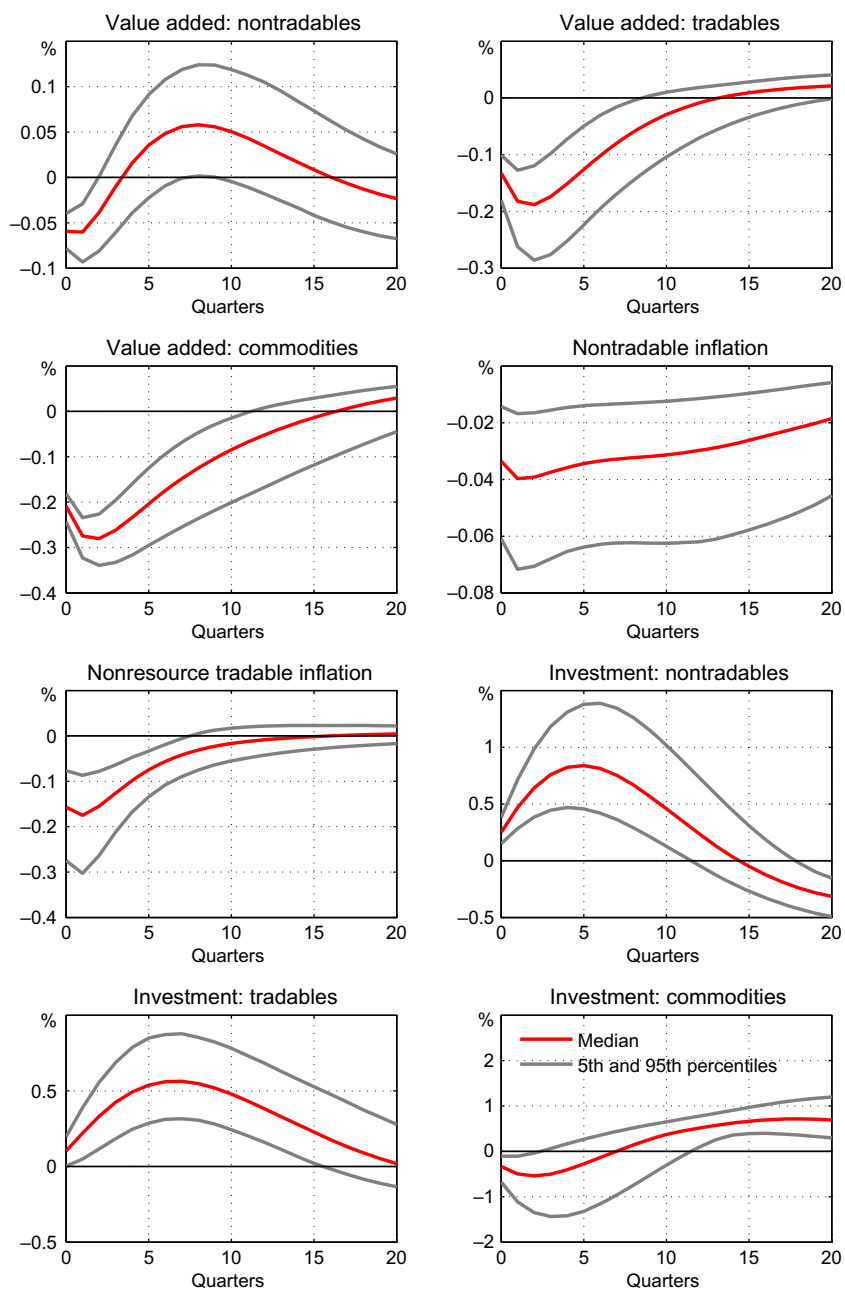 Value added: nontradables
%
0.1
0.05
0
–0.05
–0.1
0 5 10 15 20
Quarters
Value added: tradables
%
0
–0.1
–0.2
–0.3
0 5 10 15 20
Quarters
Value added: commodities
%
0
–0.1
–0.2
–0.3
–0.4
0 5 10 15 20
Quarters
Nontradable inflation
%
–0.02
–0.04
–0.06
–0.08
0 5 10 15 20
Quarters
Nonresource tradable inflation
%
0
–0.1
–0.2
–0.3
–0.4
0 5 10 15 20
Quarters
Investment: nontradables
%
1
0.5
0
–0.5
0 5 10 15 20
Quarters
Investment: tradables
%
0.5
0
–0.5
0 5 10 15 20
Quarters
Investment: commodities
%
Median
5th and 95th percentiles
2
1
0
–1
–2
0 5 10 15 20
Quarters